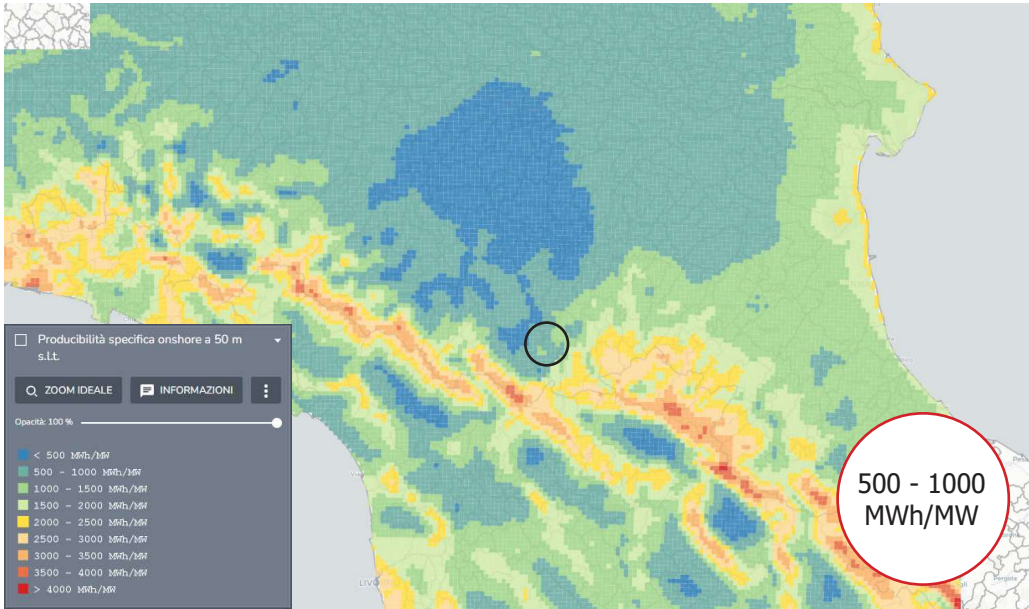 Producibilità specifica onshore a 50 m
s.l.t.
ZOOM IDEALE
INFORMAZIONI
Opacità: 100 %
< 500 MWh/MW
500 - 1000 MWh/MW
1000 - 1500 MWh/MW
1500 - 2000 MWh/MW
2000 - 2500 MWh/MW
2500 - 3000 MWh/MW
3000 - 3500 MWh/MW
3500 - 4000 MWh/MW
> 4000 MWh/MW
LIVO
500 - 1000
MWh/MW
Pergola